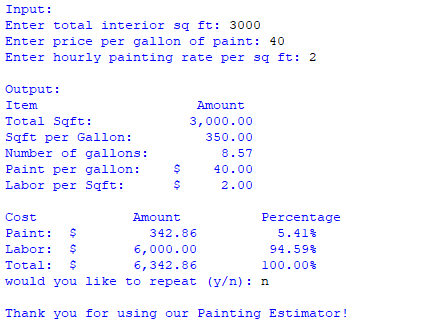 Input:
Enter total interior sq ft: 3000
Enter price per gallon of paint: 40
Enter hourly painting rate per sq ft: 2
Output:
Item Amount
Total Sqft: 3,000.00
Sqft per Gallon: 350.00
Number of gallons: 8.57
Paint per gallon: $ 40.00
Labor per Sqft: $ 2.00
Cost Amount Percentage
Paint: $ 342.86 5.41%
Labor: $ 6,000.00 94.59%
Total: $ 6,342.86 100.00%
would you like to repeat (y/n): n
Thank you for using our Painting Estimator!